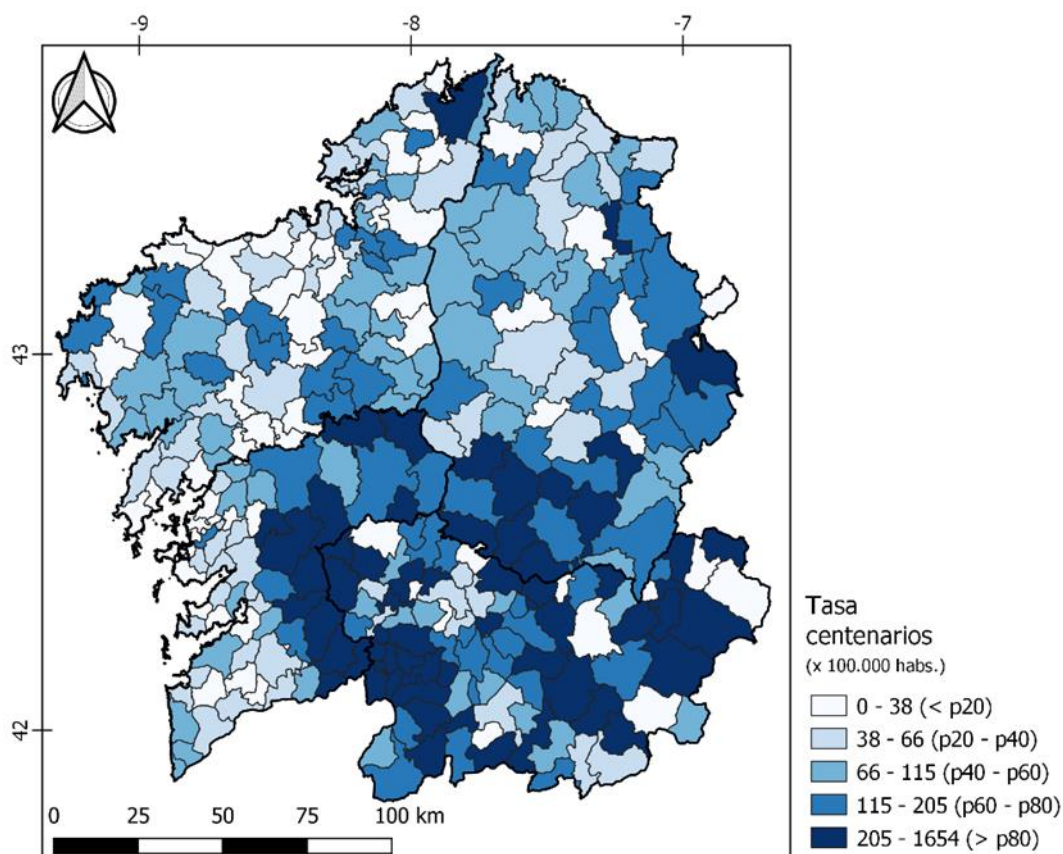 -9
-8
-7
43
42
Tasa
centenarios
(x 100.000 habs.)
0 - 38 (< p20)
38 - 66 (p20 - p40)
66 - 115 (p40 - p60)
115 - 205 (p60 - p80)
205 - 1654 (> p80)
0
25
50
75
100 km